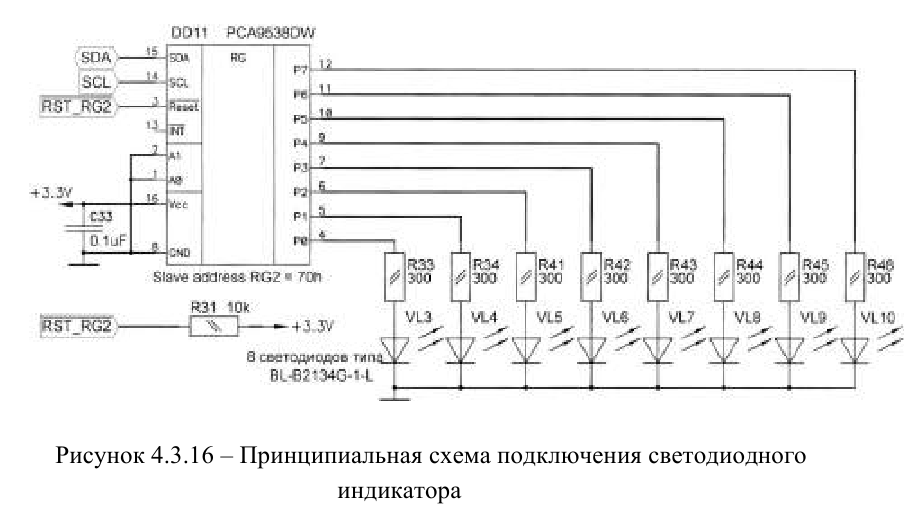 DD11 PCA9538DW
SDA 15 SDA RG P7 12
SCL 14 SCL P6 11
RST_RG2 3 Reset P5 10
13 INT P4 9
2 A1 P3 7
1 A0 P2 6
+3.3V 16 Vcc P1 5
C33 0.1uF
8 GND P0 4
Slave address RG2 = 70h
R33 300 R34 300 R41 300 R42 300 R43 300 R44 300 R45 300 R46 300
R31 10k
RST_RG2 +3.3V
VL3 VL4 VL5 VL6 VL7 VL8 VL9 VL10
8 светодиодов типа
BL-B2134G-1-L
Рисунок 4.3.16 – Принципиальная схема подключения светодиодного
индикатора